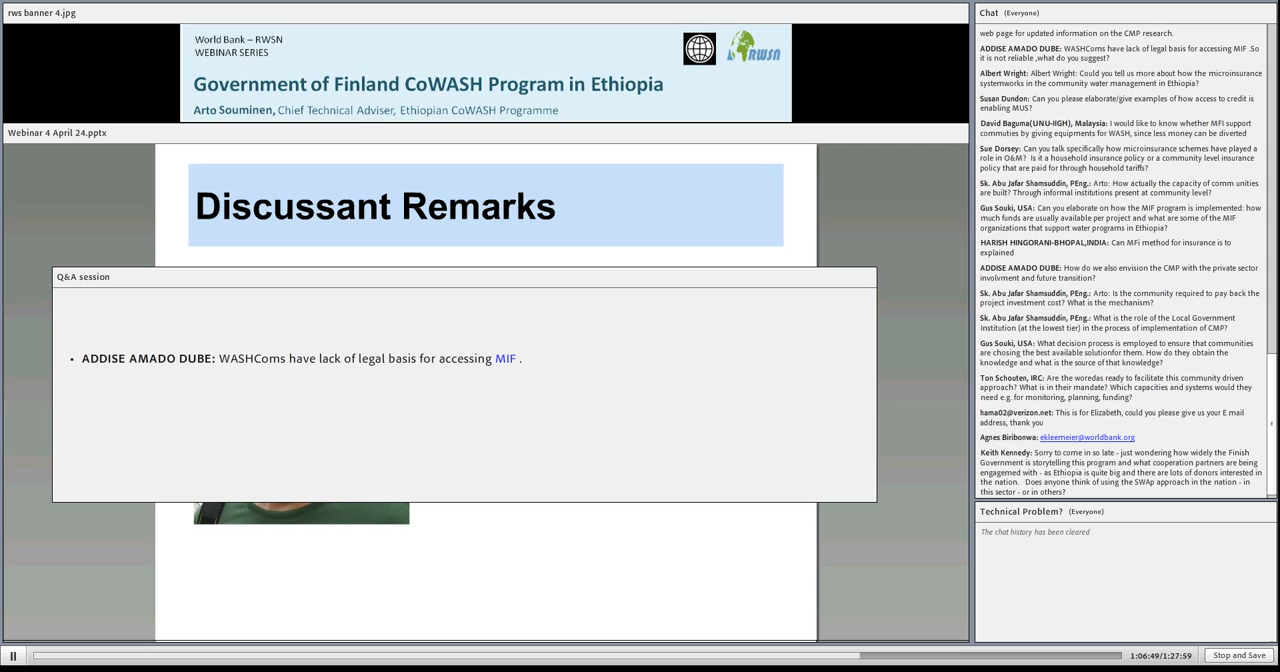 rws banner 4.jpg
World Bank – RWSN
WEBINAR SERIES
RWSN
Government of Finland CoWASH Program in Ethiopia
Arto Souminen, Chief Technical Adviser, Ethiopian CoWASH Programme
Webinar 4 April 24.pptx
Discussant Remarks
Q&A session
• ADDISE AMADO DUBE: WASHComs have lack of legal basis for accessing MIF .
Chat (Everyone)
web page for updated information on the CMP research.
ADDISE AMADO DUBE: WASHComs have lack of legal basis for accessing MIF .So
it is not reliable ,what do you suggest?
Albert Wright: Albert Wright: Could you tell us more about how the microinsurance
systemworks in the community water management in Ethiopia?
Susan Dundon: Can you please elaborate/give examples of how access to credit is
enabling MUS?
David Baguma(UNU-IIGH), Malaysia: I would like to know whether MFI support
commuties by giving equipments for WASH, since less money can be diverted
Sue Dorsey: Can you talk specifically how microinsurance schemes have played a
role in O&M? Is it a household insurance policy or a community level insurance
policy that are paid for through household tariffs?
Sk. Abu Jafar Shamsuddin, PEng.: Arto: How actually the capacity of comm unities
are built? Through informal institutions present at community level?
Gus Souki, USA: Can you elaborate on how the MIF program is implemented: how
much funds are usually available per project and what are some of the MIF
organizations that support water programs in Ethiopia?
HARISH HINGORANI-BHOPAL,INDIA: Can MFi method for insurance is to
explained
ADDISE AMADO DUBE: How do we also envision the CMP with the private sector
involvment and future transition?
Sk. Abu Jafar Shamsuddin, PEng.: Arto: Is the community required to pay back the
project investment cost? What is the mechanism?
Sk. Abu Jafar Shamsuddin, PEng.: What is the role of the Local Government
Institution (at the lowest tier) in the process of implementation of CMP?
Gus Souki, USA: What decision process is employed to ensure that communities
are chosing the best available solutionfor them. How do they obtain the
knowledge and what is the source of that knowledge?
Ton Schouten, IRC: Are the woredas ready to facilitate this community driven
approach? What is in their mandate? Which capacities and systems would they
need e.g. for monitoring, planning, funding?
hama02@verizon.net: This is for Elizabeth, could you please give us your E mail
address, thank you
Agnes Biribonwa: ekleemeier@worldbank.org
Keith Kennedy: Sorry to come in so late - just wondering how widely the Finish
Government is storytelling this program and what cooperation partners are being
engagemed with - as Ethiopia is quite big and there are lots of donors interested in
the nation. Does anyone think of using the SWAp approach in the nation - in
this sector - or in others?
Technical Problem? (Everyone)
The chat history has been cleared
1:06:49/1:27:59
Stop and Save